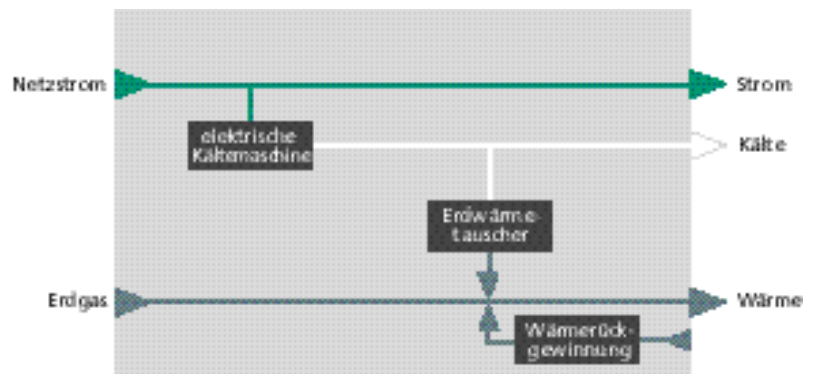 Netzstrom
Strom
elektrische
Kältemaschine
Kälte
Erdwärme-
tauscher
Erdgas
Wärme
Wärmerück-
gewinnung